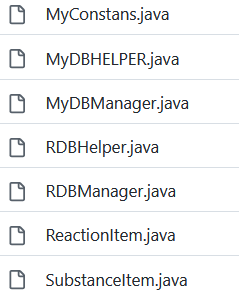 MyConstans.java
MyDBHELPER.java
MyDBManager.java
RDBHelper.java
RDBManager.java
ReactionItem.java
SubstanceItem.java